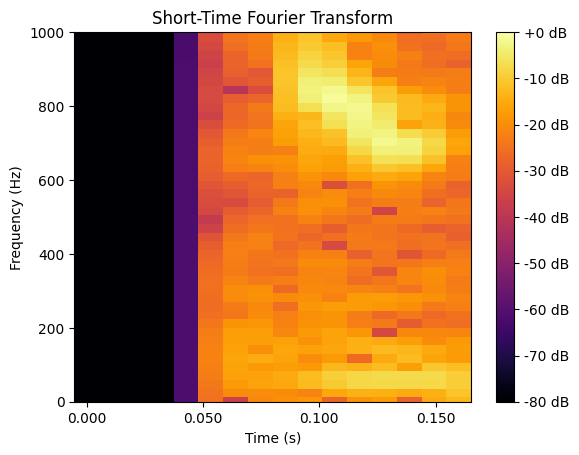 Short-Time Fourier Transform
1000
800
600
400
200
0
Frequency (Hz)
0.000
0.050
0.100
0.150
Time (s)
+0 dB
-10 dB
-20 dB
-30 dB
-40 dB
-50 dB
-60 dB
-70 dB
-80 dB